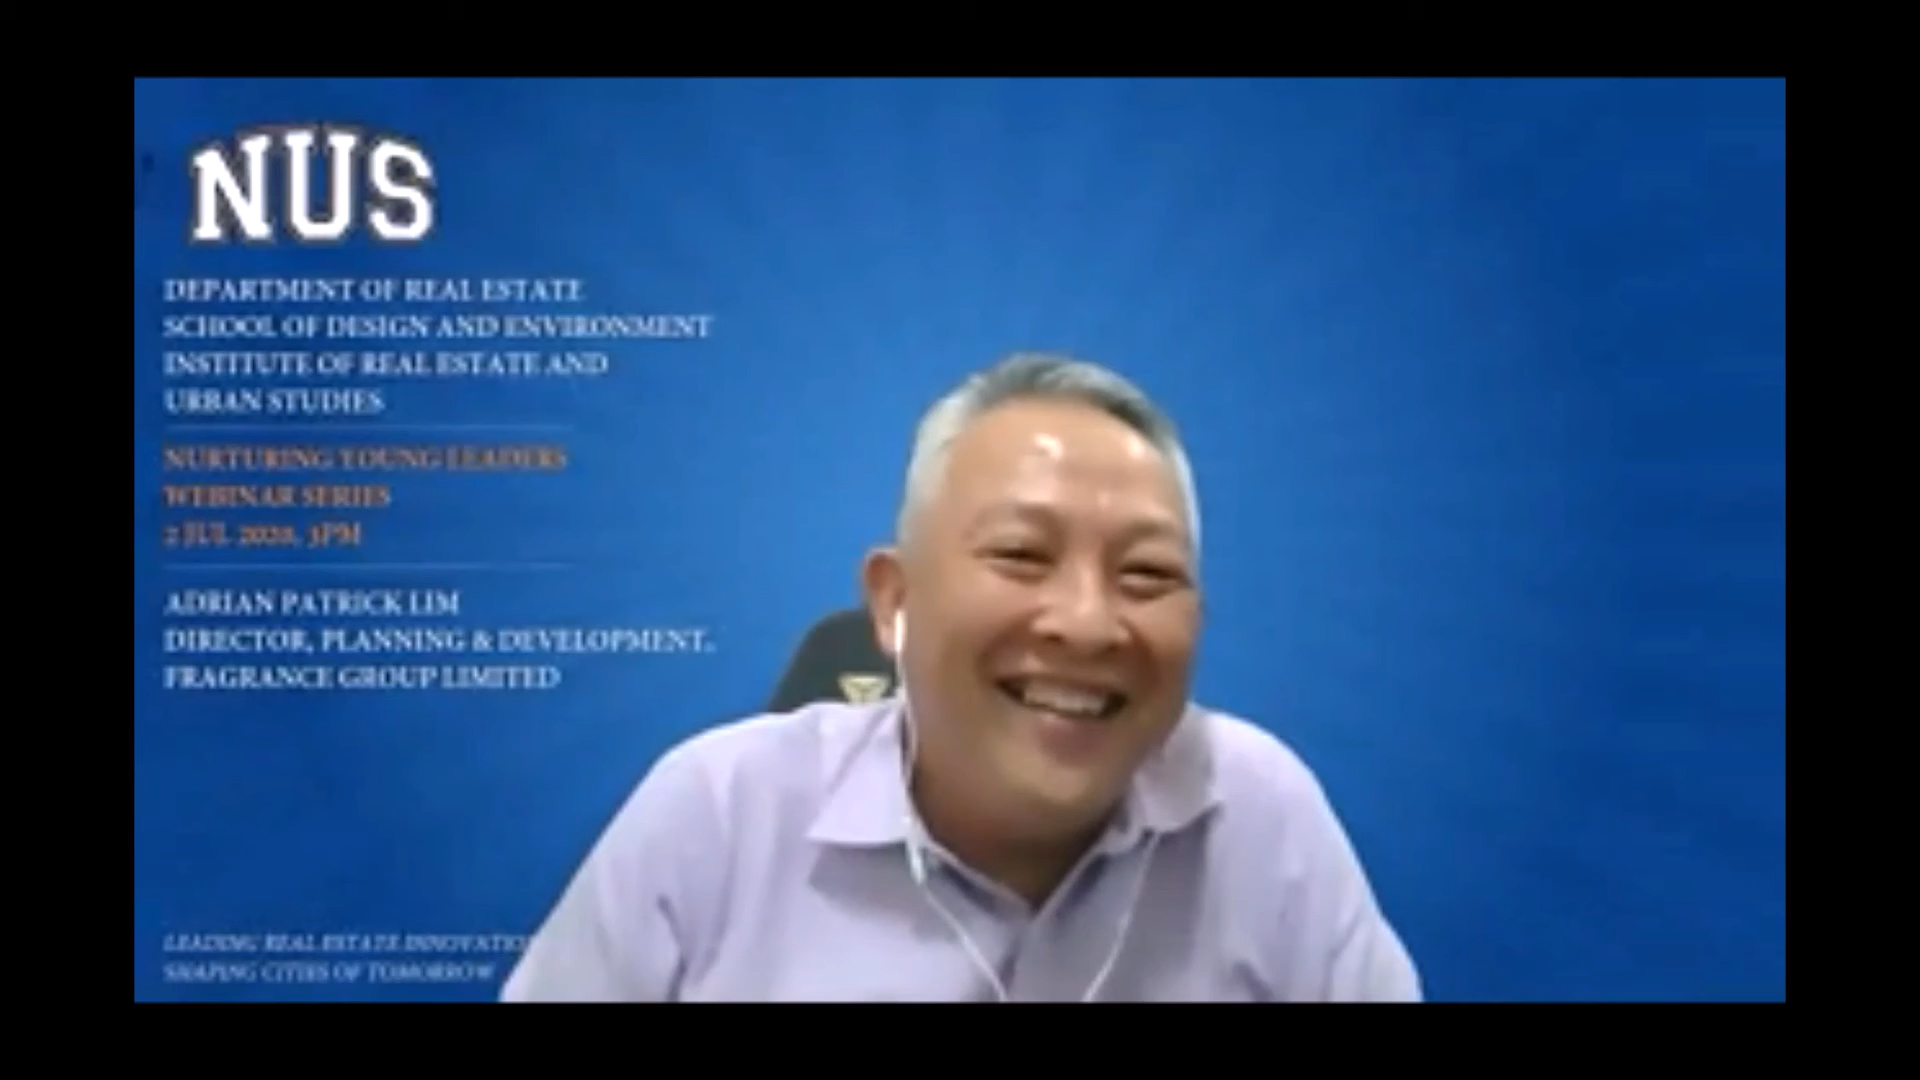 NUS
DEPARTMENT OF REAL ESTATE
SCHOOL OF DESIGN AND ENVIRONMENT
INSTITUTE OF REAL ESTATE AND
URBAN STUDIES
NURTURING YOUNG LEADERS
WEBINAR SERIES
2 JUL 2020, 3PM
ADRIAN PATRICK LIM
DIRECTOR, PLANNING & DEVELOPMENT,
FRAGRANCE GROUP LIMITED
LEADING REAL ESTATE INNOVATIO
SHAPING CITIES OF TOMORROW